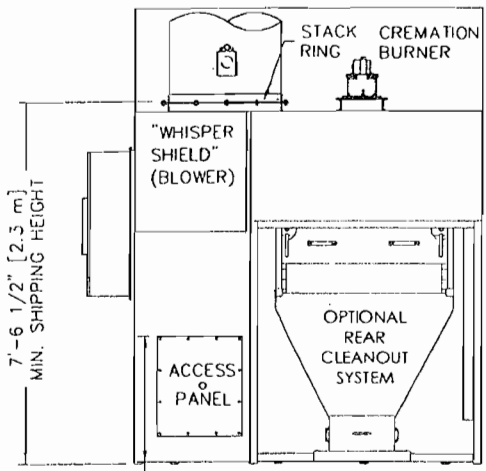 STACK RING
CREMATION BURNER
"WHISPER
SHIELD"
(BLOWER)
7'-6 1/2" [2.3 m]
MIN. SHIPPING HEIGHT
OPTIONAL
REAR
CLEANOUT
SYSTEM
ACCESS
PANEL